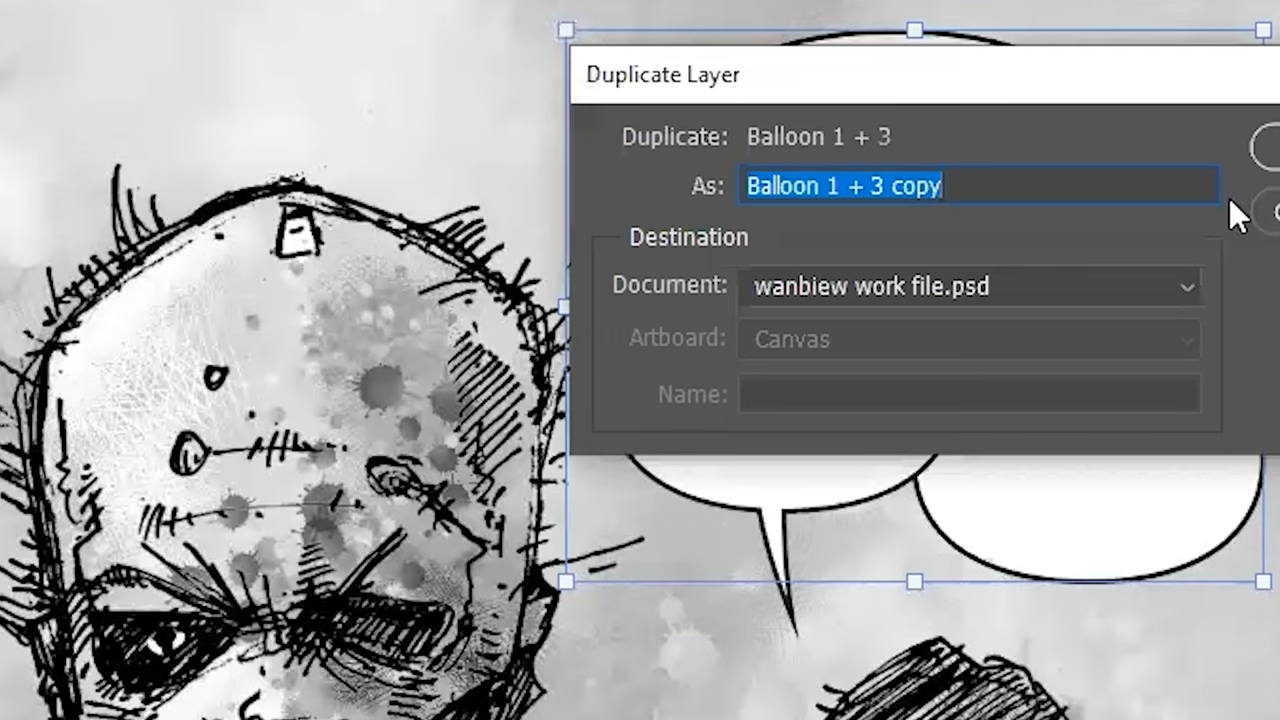 Duplicate Layer
Duplicate: Balloon 1 + 3
As: Balloon 1 + 3 copy
Destination
Document: wanbiew work file.psd
Artboard: Canvas
Name: